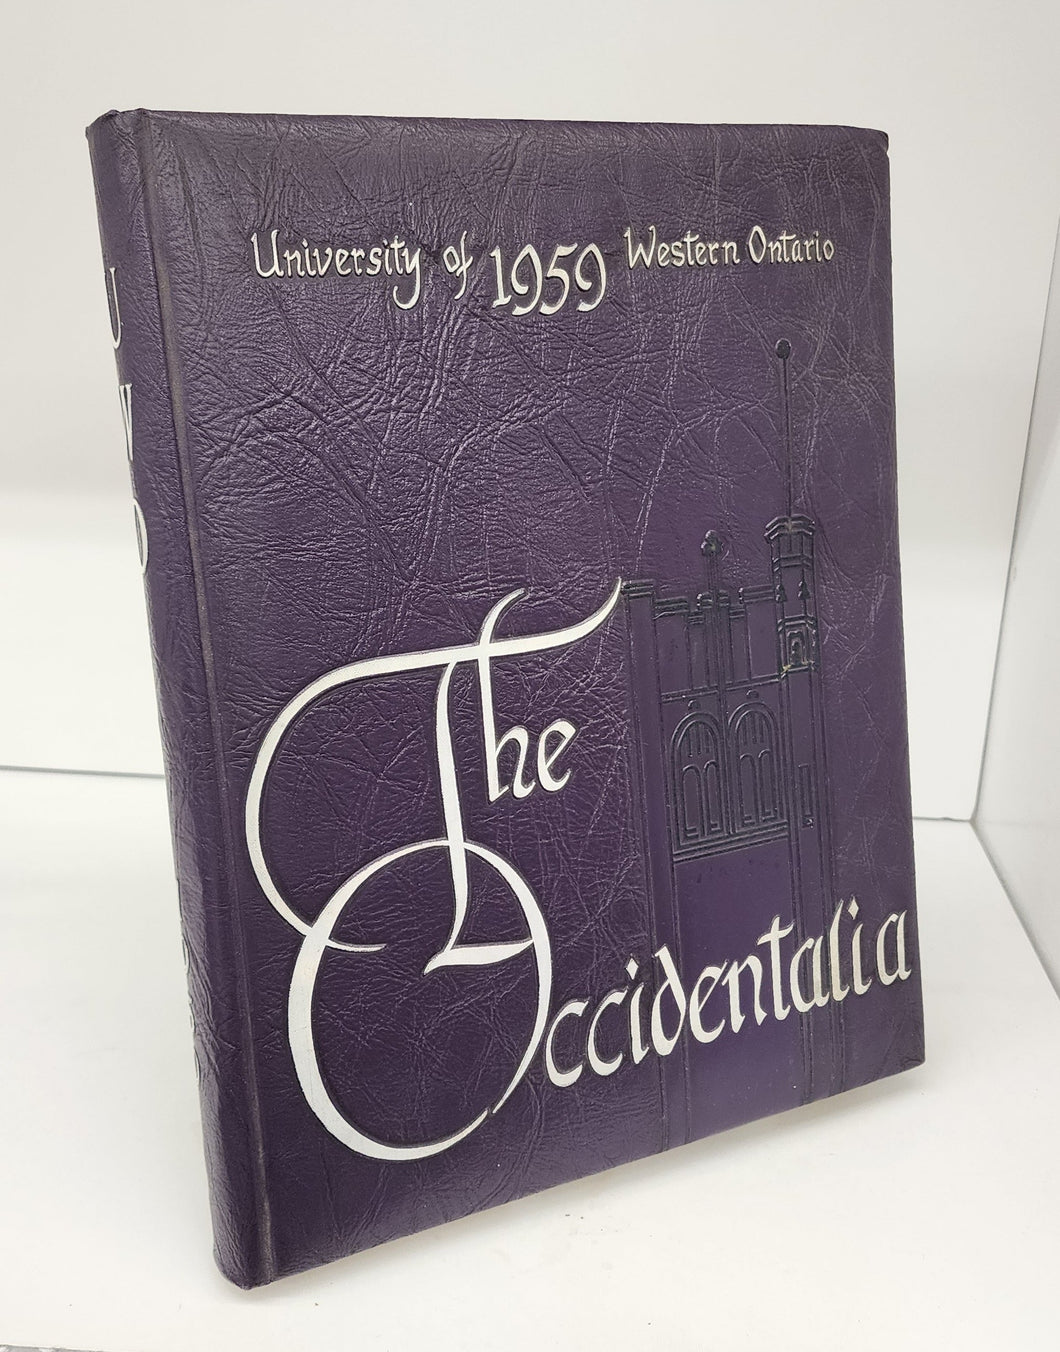 University of 1959 Western Ontario
The
Occidentalia
U
W
O